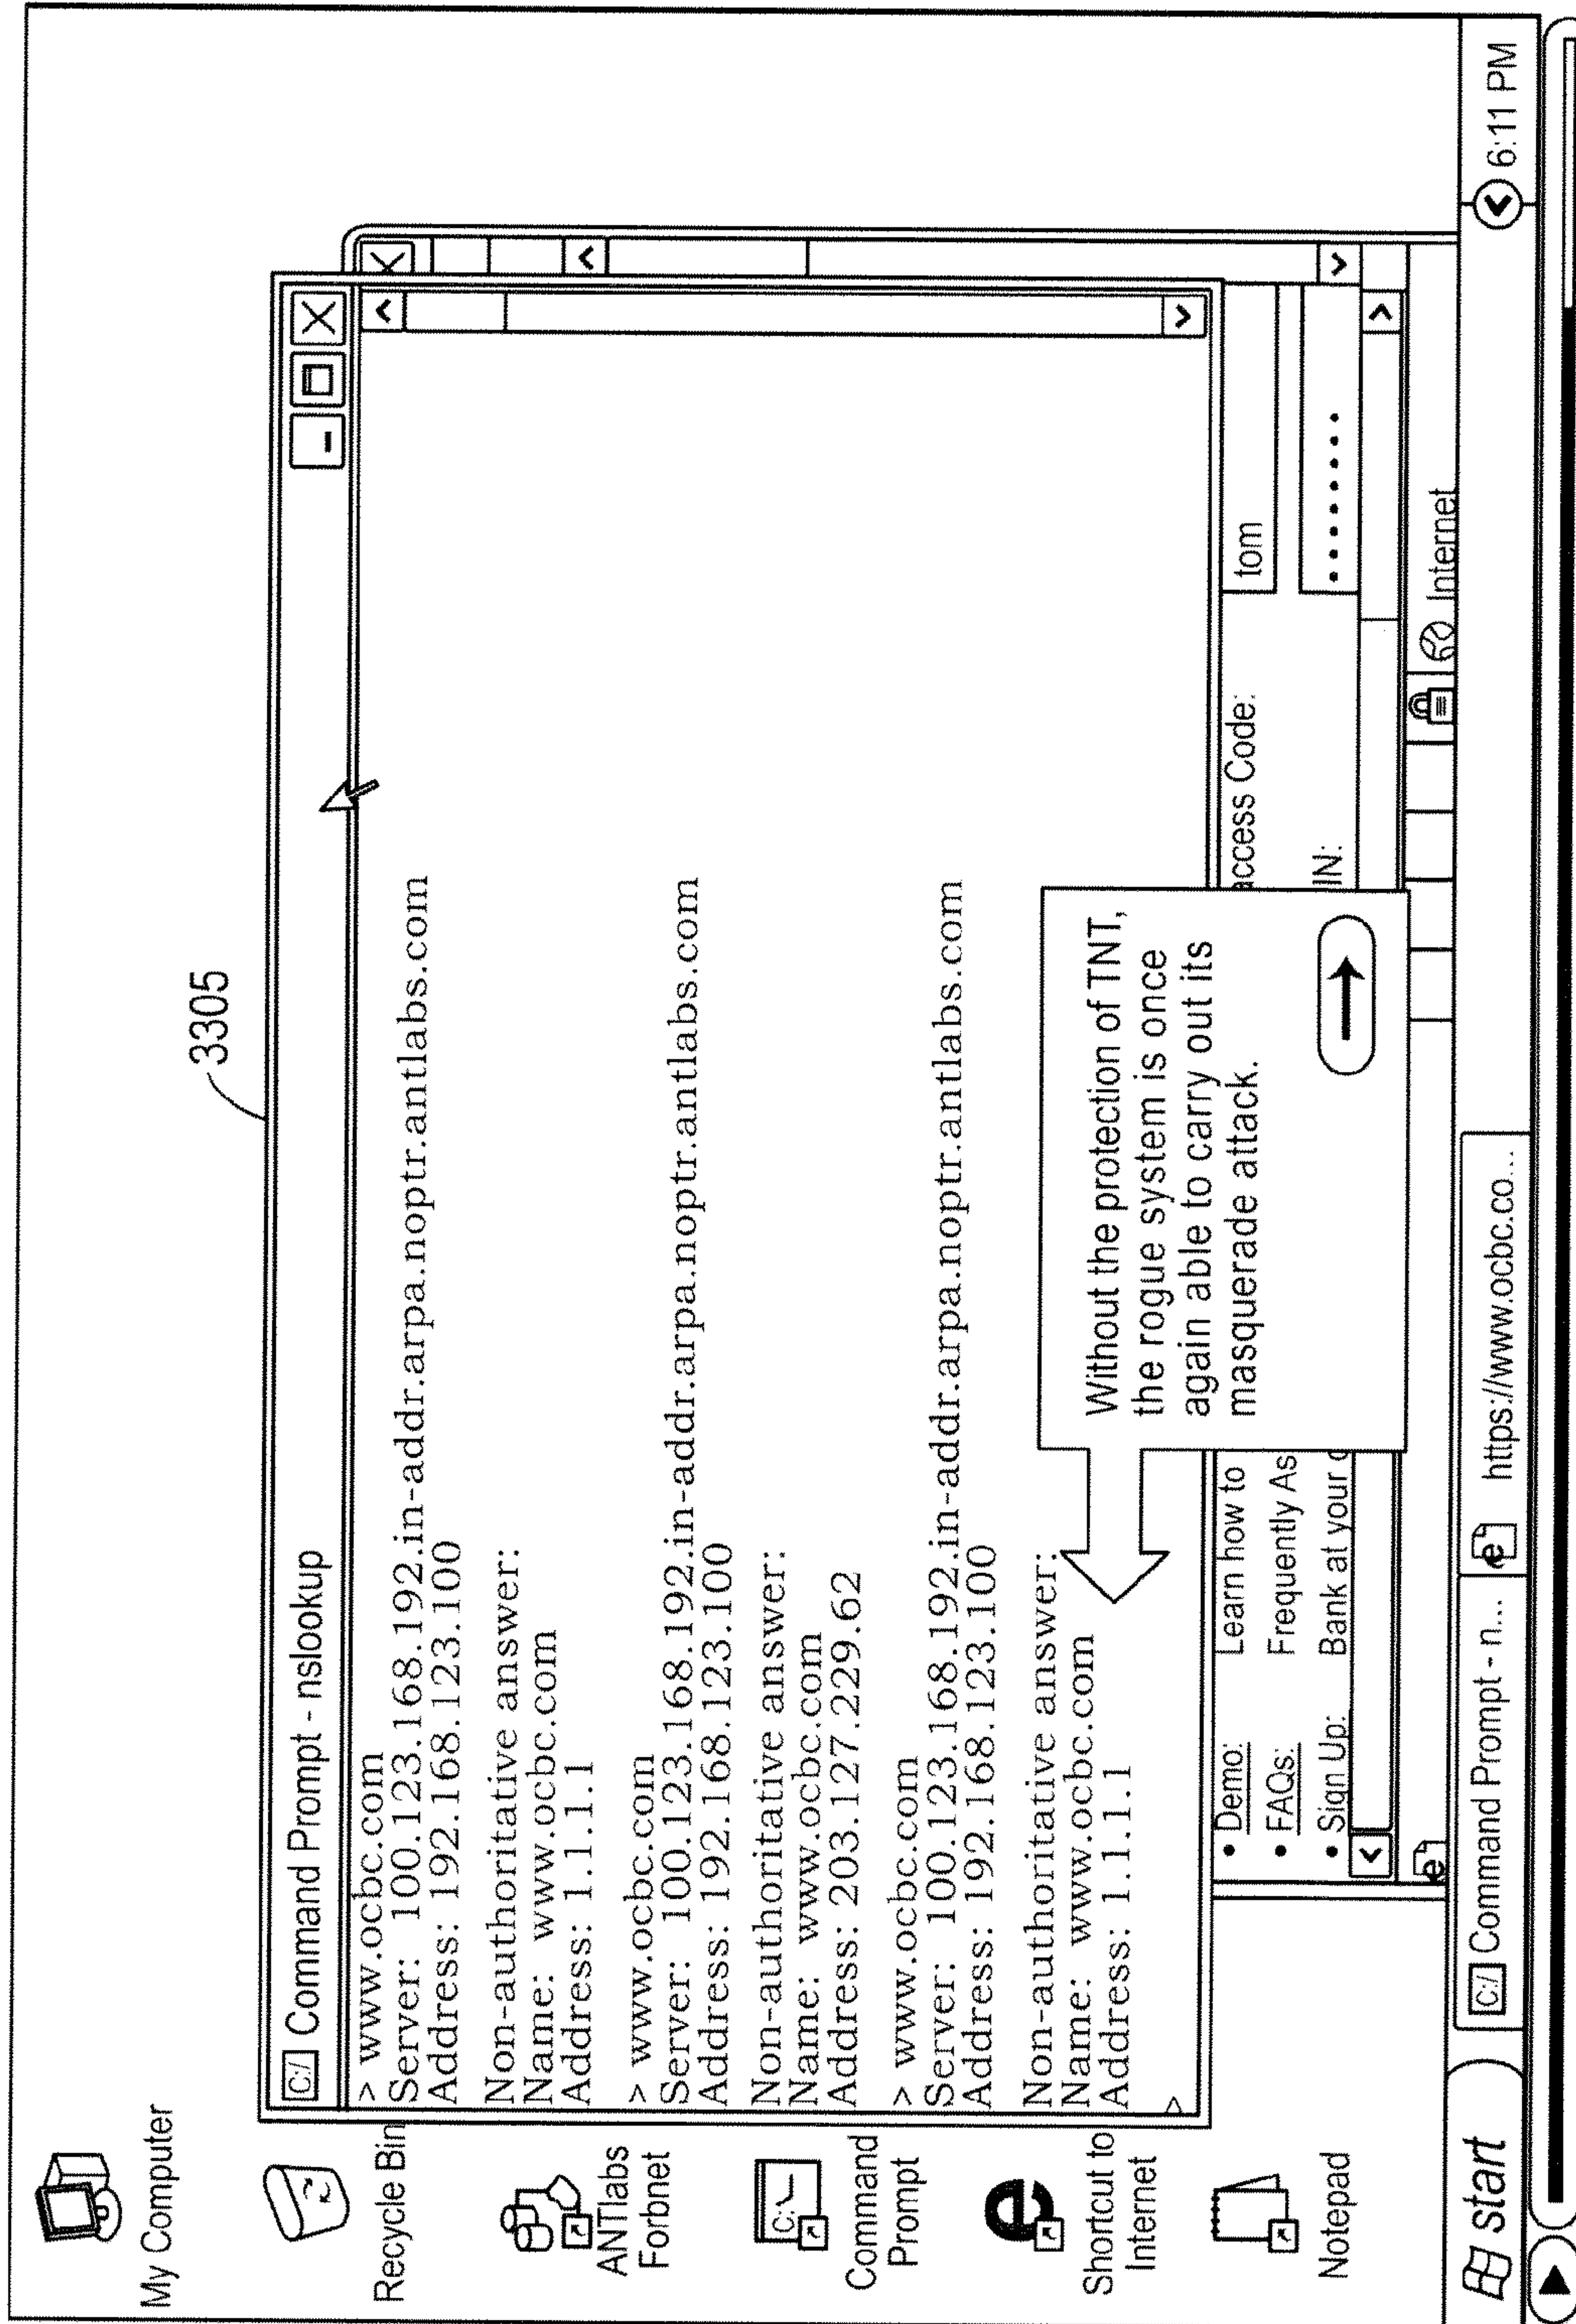 3305
My Computer
Recycle Bin
ANTlabs
Forbnet
Command
Prompt
Shortcut to
Internet
Notepad
C:/ Command Prompt - nslookup
> www.ocbc.com
Server: 100.123.168.192.in-addr.arpa.noptr.antlabs.com
Address: 192.168.123.100
Non-authoritative answer:
Name: www.ocbc.com
Address: 1.1.1.1
> www.ocbc.com
Server: 100.123.168.192.in-addr.arpa.noptr.antlabs.com
Address: 192.168.123.100
Non-authoritative answer:
Name: www.ocbc.com
Address: 203.127.229.62
> www.ocbc.com
Server: 100.123.168.192.in-addr.arpa.noptr.antlabs.com
Address: 192.168.123.100
Non-authoritative answer:
Name: www.ocbc.com
Address: 1.1.1.1
>
Without the protection of TNT,
the rogue system is once
again able to carry out its
masquerade attack.
• Demo: Learn how to
• FAQs: Frequently As
• Sign Up: Bank at your
access Code: tom
IN: ········
Internet
start
C:/ Command Prompt - n...
https://www.ocbc.co...
6:11 PM